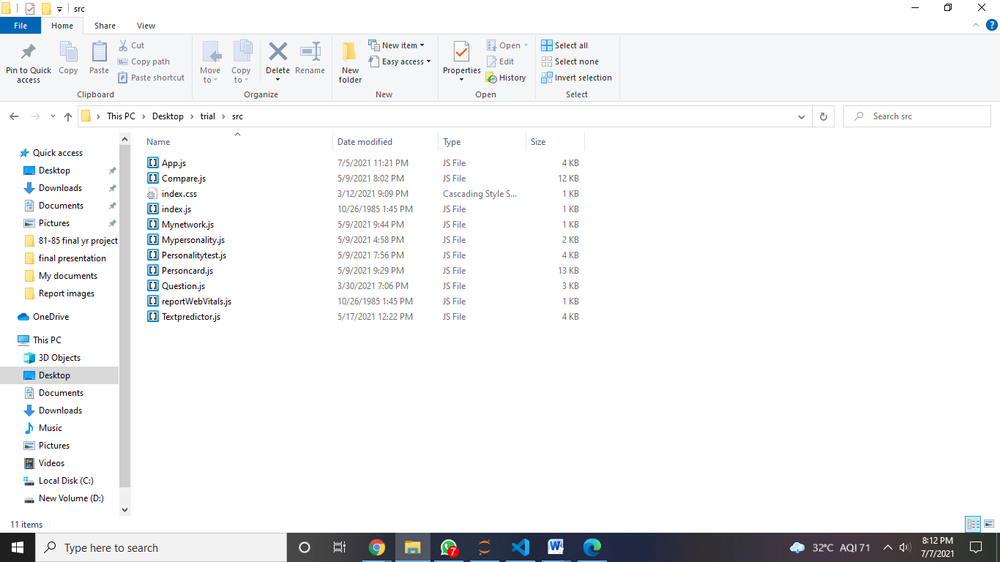 src
File Home Share View
Pin to Quick access
Copy
Paste
Cut
Copy path
Paste shortcut
Clipboard
Move to
Copy to
Delete
Rename
Organize
New folder
New item
Easy access
New
Properties
Open
Edit
History
Open
Select all
Select none
Invert selection
Select
This PC Desktop trial src
Search src
Quick access
Desktop
Downloads
Documents
Pictures
81-85 final yr project
final presentation
My documents
Report images
OneDrive
This PC
3D Objects
Desktop
Documents
Downloads
Music
Pictures
Videos
Local Disk (C:)
New Volume (D:)
Name Date modified Type Size
App.js 7/5/2021 11:21 PM JS File 4 KB
Compare.js 5/9/2021 8:02 PM JS File 12 KB
index.css 3/12/2021 9:09 PM Cascading Style S... 1 KB
index.js 10/26/1985 1:45 PM JS File 1 KB
Mynetwork.js 5/9/2021 9:44 PM JS File 1 KB
Mypersonality.js 5/9/2021 4:58 PM JS File 2 KB
Personalitytest.js 5/9/2021 7:56 PM JS File 4 KB
Personcard.js 5/9/2021 9:29 PM JS File 13 KB
Question.js 3/30/2021 7:06 PM JS File 3 KB
reportWebVitals.js 10/26/1985 1:45 PM JS File 1 KB
Textpredictor.js 5/17/2021 12:22 PM JS File 4 KB
11 items
Type here to search
7
32°C AQI 71
8:12 PM
7/7/2021